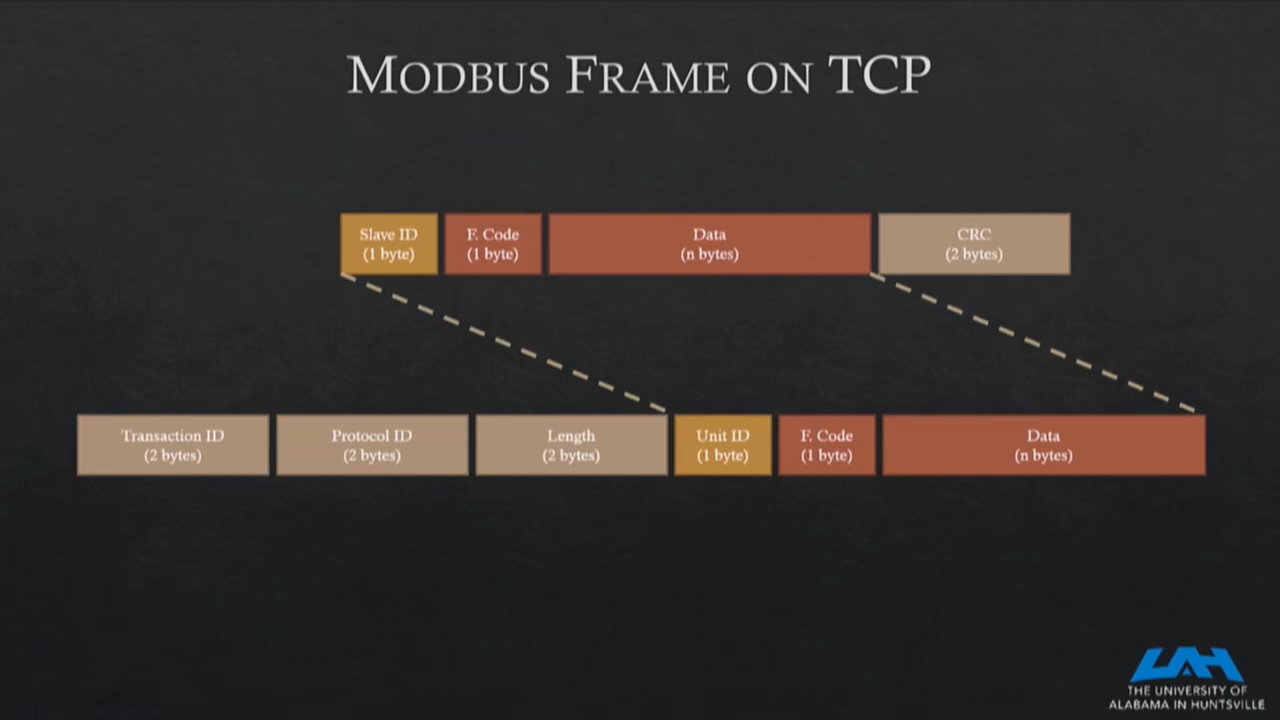 MODBUS FRAME ON TCP
Slave ID
(1 byte)
F. Code
(1 byte)
Data
(n bytes)
CRC
(2 bytes)
Transaction ID
(2 bytes)
Protocol ID
(2 bytes)
Length
(2 bytes)
Unit ID
(1 byte)
F. Code
(1 byte)
Data
(n bytes)
UAH
THE UNIVERSITY OF
ALABAMA IN HUNTSVILLE